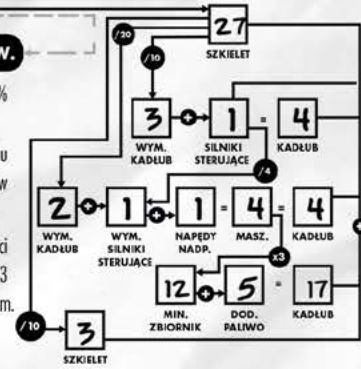 27
/20
w.
SZKIELET
/10
%
3 + 1 = 4
WYM. KADŁUB
SILNIKI STERUJĄCE
KADŁUB
u
w
/4
2 + 1 + 1 = 4 = 4
WYM. KADŁUB
WYM. SILNIKI STERUJĄCE
NAPĘDY NADP.
MASZ.
KADŁUB
ci
x3
+
3
12 + 5 = 17
m.
MIN. ZBIORNIK
DOD. PALIWO
KADŁUB
/10
3
SZKIELET